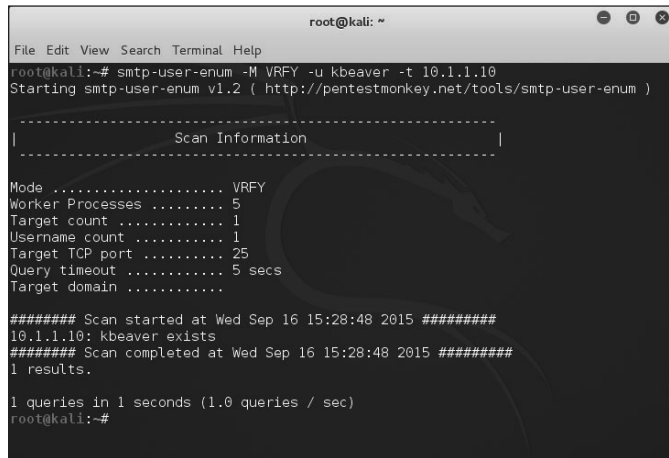 root@kali: ~
File Edit View Search Terminal Help
root@kali:~# smtp-user-enum -M VRFY -u kbeaver -t 10.1.1.10
Starting smtp-user-enum v1.2 ( http://pentestmonkey.net/tools/smtp-user-enum )
----------------------------------------------------------
|                   Scan Information                       |
----------------------------------------------------------
Mode ..................... VRFY
Worker Processes ......... 5
Target count ............. 1
Username count ........... 1
Target TCP port .......... 25
Query timeout ............ 5 secs
Target domain ............
######## Scan started at Wed Sep 16 15:28:48 2015 #########
10.1.1.10: kbeaver exists
######## Scan completed at Wed Sep 16 15:28:48 2015 #########
1 results.
1 queries in 1 seconds (1.0 queries / sec)
root@kali:~#